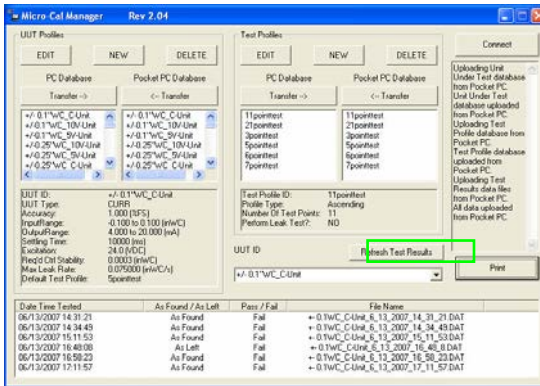 Micro-Cal Manager Rev 2.04
UUT Profiles
EDIT NEW DELETE
PC Database Pocket PC Database
Transfer -> <- Transfer
+/- 0.1"WC_C-Unit
+/-0.1"WC_10V-Unit
+/-0.1"WC_5V-Unit
+/-0.25"WC_10V-Unit
+/-0.25"WC_5V-Unit
+/-0.25"WC_C-Unit
+/- 0.1"WC_C-Unit
+/-0.1"WC_10V-Unit
+/-0.1"WC_5V-Unit
+/-0.25"WC_10V-Unit
+/-0.25"WC_5V-Unit
+/-0.25"WC_C-Unit
UUT ID: +/- 0.1"WC_C-Unit
UUT Type: CURR
Accuracy: 1.000 (%FS)
InputRange: -0.100 to 0.100 (inWC)
OutputRange: 4.000 to 20.000 (mA)
Settling Time: 10000 (ms)
Excitation: 24.0 (VDC)
Req'd Ctrl Stability: 0.0003 (inWC)
Max Leak Rate: 0.075000 (inWC/s)
Default Test Profile: 5pointtest
Test Profiles
EDIT NEW DELETE
PC Database Pocket PC Database
Transfer -> <- Transfer
11pointtest
21pointtest
3pointtest
5pointtest
6pointtest
7pointtest
11pointtest
21pointtest
3pointtest
5pointtest
6pointtest
7pointtest
Test Profile ID: 11pointtest
Profile Type: Ascending
Number Of Test Points: 11
Perform Leak Test?: NO
UUT ID Refresh Test Results
+/- 0.1"WC_C-Unit
Connect
Uploading Unit
Under Test database
from Pocket PC.
Unit Under Test
database uploaded
from Pocket PC.
Uploading Test
Profile database from
Pocket PC.
Test Profile database
uploaded from
Pocket PC.
Uploading Test
Results data files
from Pocket PC.
All data uploaded
from Pocket PC.
Print
Date Time Tested As Found / As Left Pass / Fail File Name
06/13/2007 14:31:21 As Found Fail +-0.1WC_C-Unit_6_13_2007_14_31_21.DAT
06/13/2007 14:34:49 As Found Fail +-0.1WC_C-Unit_6_13_2007_14_34_49.DAT
06/13/2007 15:11:53 As Found Fail +-0.1WC_C-Unit_6_13_2007_15_11_53.DAT
06/13/2007 16:48:08 As Left Fail +-0.1WC_C-Unit_6_13_2007_16_48_8.DAT
06/13/2007 16:58:23 As Found Fail +-0.1WC_C-Unit_6_13_2007_16_58_23.DAT
06/13/2007 17:11:57 As Found Fail +-0.1WC_C-Unit_6_13_2007_17_11_57.DAT